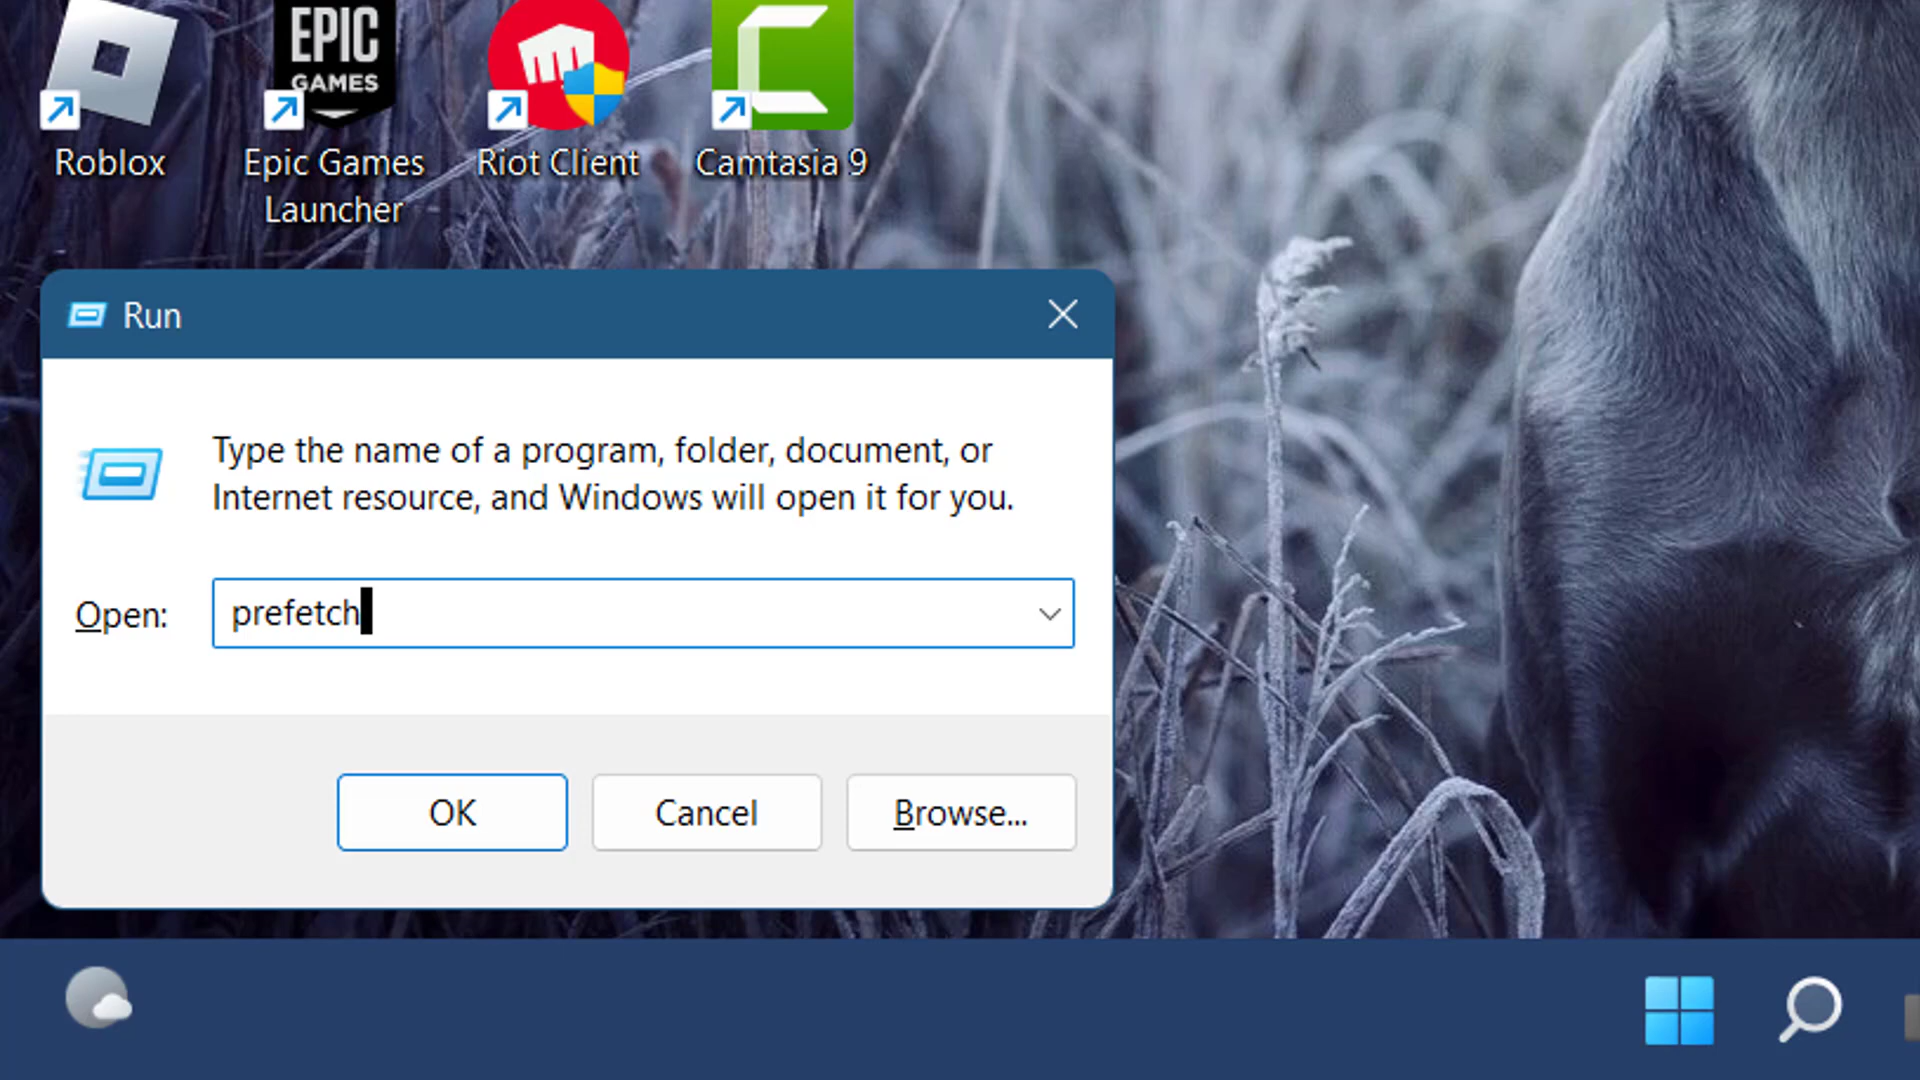 EPIC
GAMES
Roblox
Epic Games
Launcher
Riot Client
Camtasia 9
Run
Type the name of a program, folder, document, or
Internet resource, and Windows will open it for you.
Open:
prefetch
OK
Cancel
Browse...